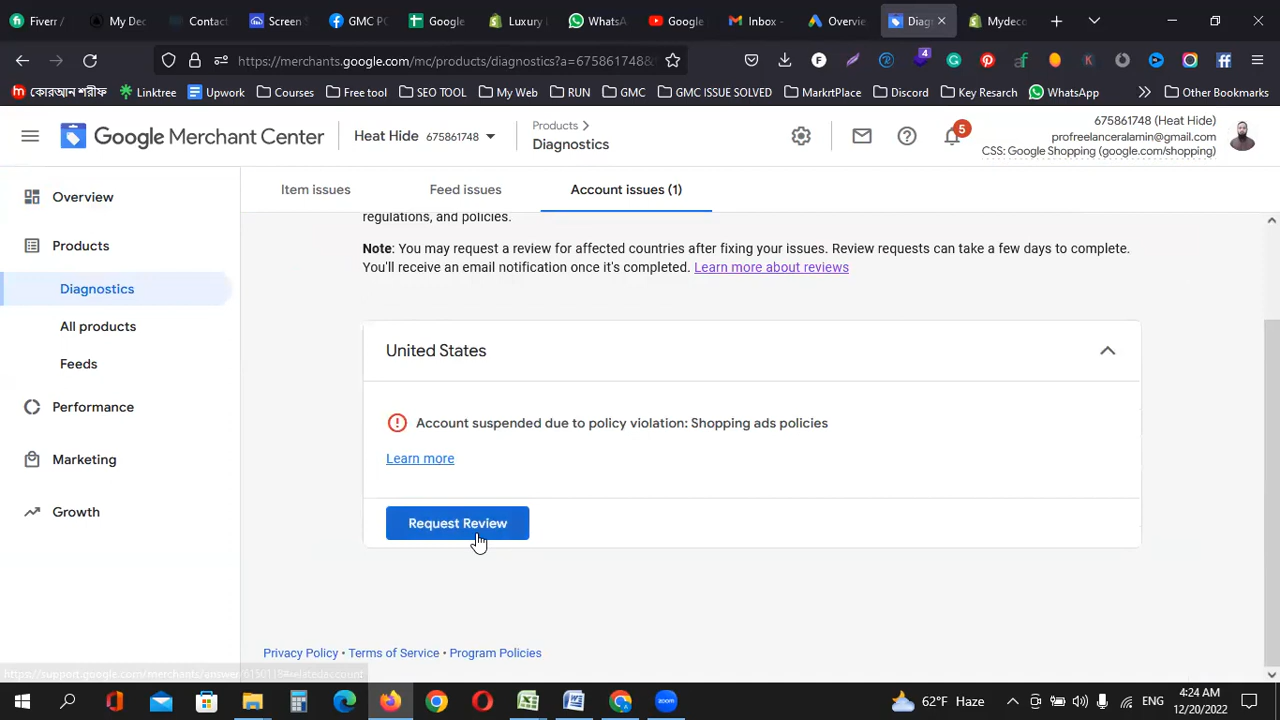 Fiverr /
My Dec
Contact
Screen S
GMC PC
Google
Luxury I
WhatsA
Google
Inbox -
Overvie
Diag
Mydeco
https://merchants.google.com/mc/products/diagnostics?a=675861748&
4
কোরআন শরীফ
Linktree
Upwork
Courses
Free tool
SEO TOOL
My Web
RUN
GMC
GMC ISSUE SOLVED
MarkrtPlace
Discord
Key Resarch
WhatsApp
Other Bookmarks
Google Merchant Center
Heat Hide 675861748
Products
Diagnostics
5
675861748 (Heat Hide)
profreelanceralamin@gmail.com
CSS: Google Shopping (google.com/shopping)
Overview
Products
Diagnostics
All products
Feeds
Performance
Marketing
Growth
Item issues
Feed issues
Account issues (1)
regulations, and policies.
Note: You may request a review for affected countries after fixing your issues. Review requests can take a few days to complete.
You'll receive an email notification once it's completed. Learn more about reviews
United States
Account suspended due to policy violation: Shopping ads policies
Learn more
Request Review
Privacy Policy • Terms of Service • Program Policies
62°F Haze
ENG
4:24 AM
12/20/2022